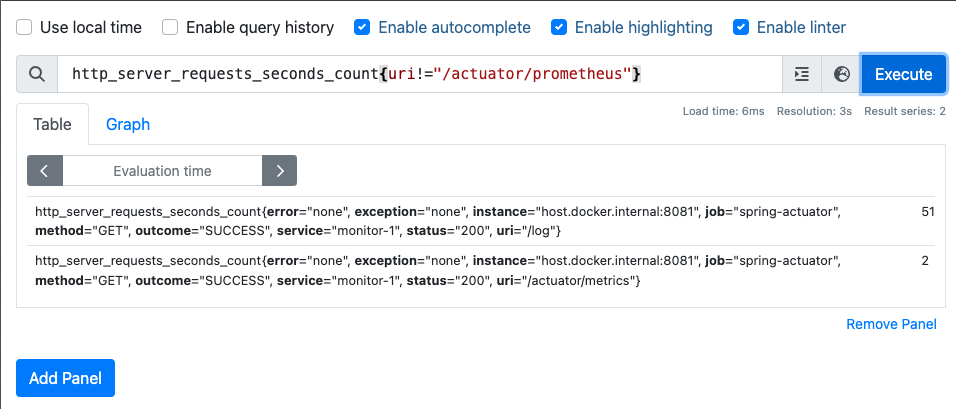 Use local time Enable query history Enable autocomplete Enable highlighting Enable linter
http_server_requests_seconds_count{uri!="/actuator/prometheus"} Execute
Load time: 6ms Resolution: 3s Result series: 2
Table Graph
Evaluation time
http_server_requests_seconds_count{error="none", exception="none", instance="host.docker.internal:8081", job="spring-actuator", 51
method="GET", outcome="SUCCESS", service="monitor-1", status="200", uri="/log"}
http_server_requests_seconds_count{error="none", exception="none", instance="host.docker.internal:8081", job="spring-actuator", 2
method="GET", outcome="SUCCESS", service="monitor-1", status="200", uri="/actuator/metrics"}
Remove Panel
Add Panel